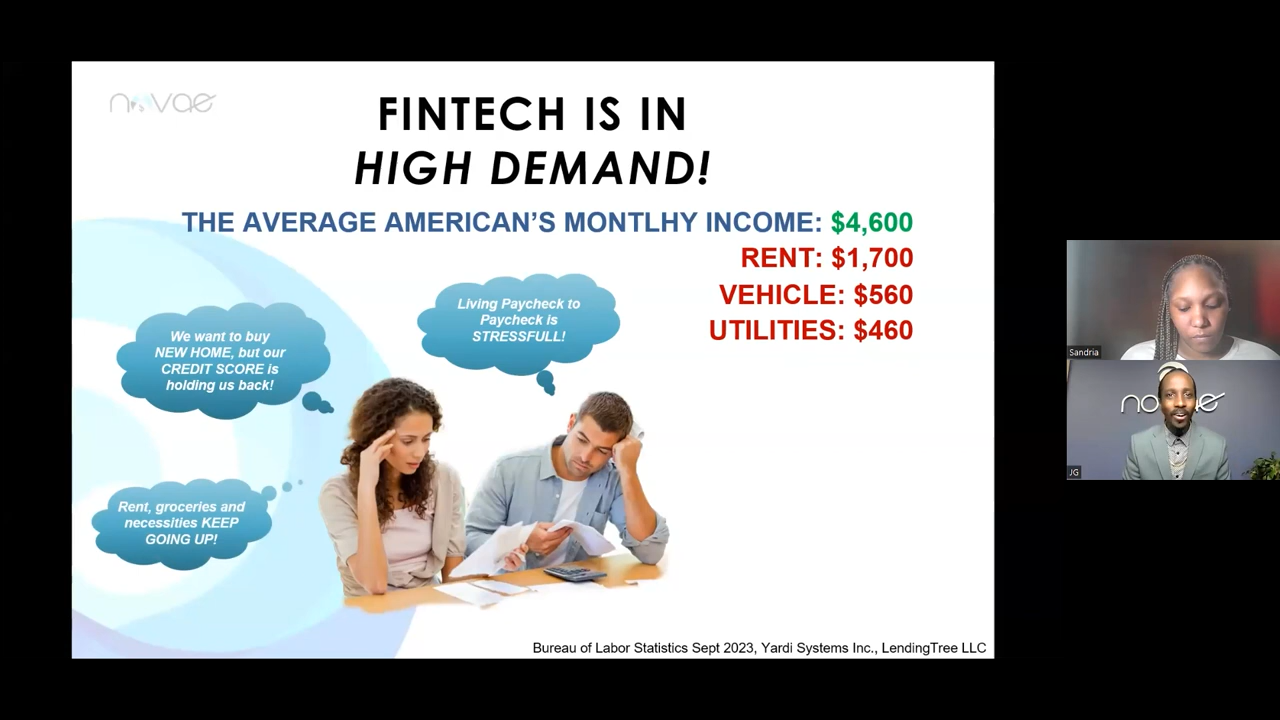 novae
FINTECH IS IN
HIGH DEMAND!
THE AVERAGE AMERICAN'S MONTLHY INCOME: $4,600
RENT: $1,700
VEHICLE: $560
UTILITIES: $460
Living Paycheck to
Paycheck is
STRESSFULL!
We want to buy
NEW HOME, but our
CREDIT SCORE is
holding us back!
Rent, groceries and
necessities KEEP
GOING UP!
Bureau of Labor Statistics Sept 2023, Yardi Systems Inc., LendingTree LLC
Sandria
novae
JG